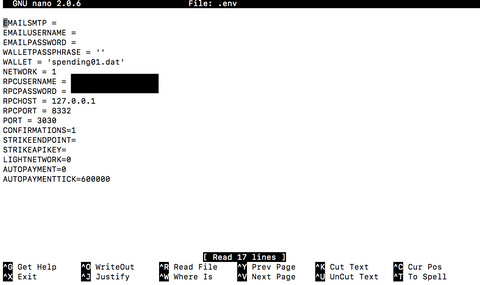 GNU nano 2.0.6 File: .env
EMAILSMTP =
EMAILUSERNAME =
EMAILPASSWORD =
WALLETPASSPHRASE = ''
WALLET = 'spending01.dat'
NETWORK = 1
RPCUSERNAME =
RPCPASSWORD =
RPCHOST = 127.0.0.1
RPCPORT = 8332
PORT = 3030
CONFIRMATIONS=1
STRIKEENDPOINT=
STRIKEAPIKEY=
LIGHTNETWORK=0
AUTOPAYMENT=0
AUTOPAYMENTTICK=600000
[ Read 17 lines ]
^G Get Help ^O WriteOut ^R Read File ^Y Prev Page ^K Cut Text ^C Cur Pos
^X Exit ^J Justify ^W Where Is ^V Next Page ^U UnCut Text ^T To Spell